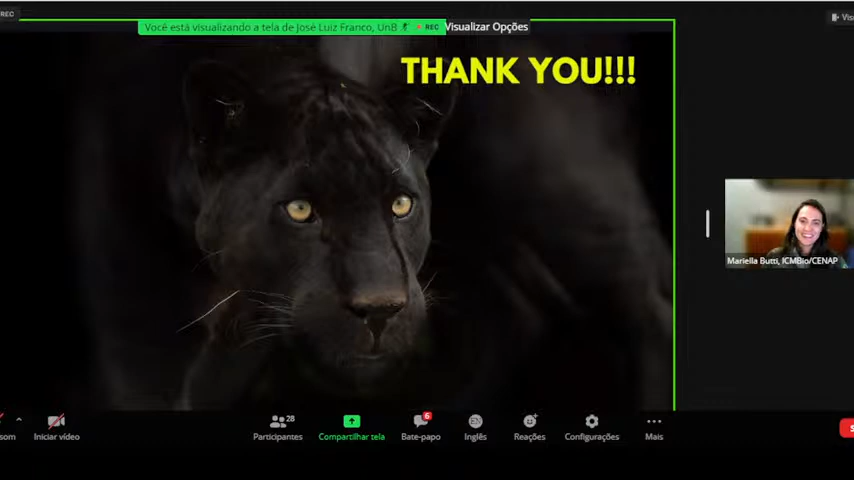 REC
Você está visualizando a tela de José Luiz Franco, UnB
REC
Visualizar Opções
THANK YOU!!!
Mariella Butti, ICMBio/CENAP
som
Iniciar vídeo
28
Participantes
Compartilhar tela
6
Bate-papo
Inglês
Reações
Configurações
Mais